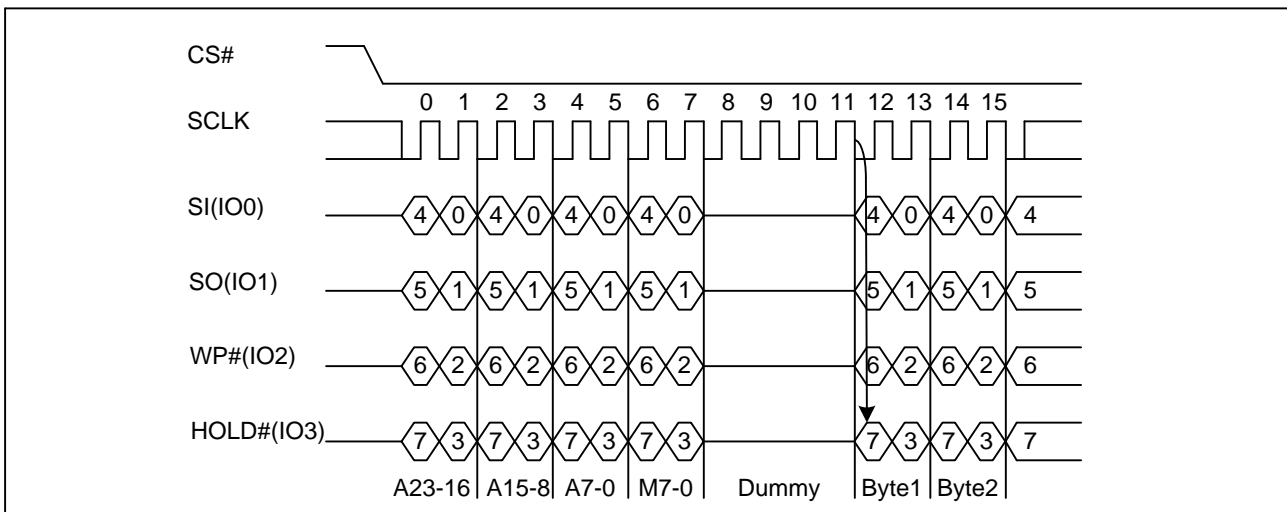 CS#
0 1 2 3 4 5 6 7 8 9 10 11 12 13 14 15
SCLK
SI(IO0) 4 0 4 0 4 0 4 0 4 0 4 0 4
SO(IO1) 5 1 5 1 5 1 5 1 5 1 5 1 5
WP#(IO2) 6 2 6 2 6 2 6 2 6 2 6 2 6
HOLD#(IO3) 7 3 7 3 7 3 7 3 7 3 7 3 7
A23-16 A15-8 A7-0 M7-0 Dummy Byte1 Byte2